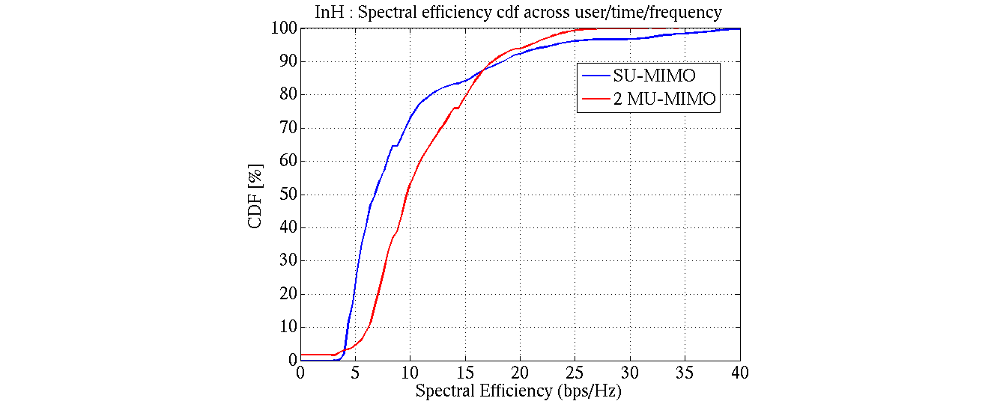 InH : Spectral efficiency cdf across user/time/frequency
100
90
80
70
60
50
40
30
20
10
0
CDF [%]
SU-MIMO
2 MU-MIMO
0 5 10 15 20 25 30 35 40
Spectral Efficiency (bps/Hz)